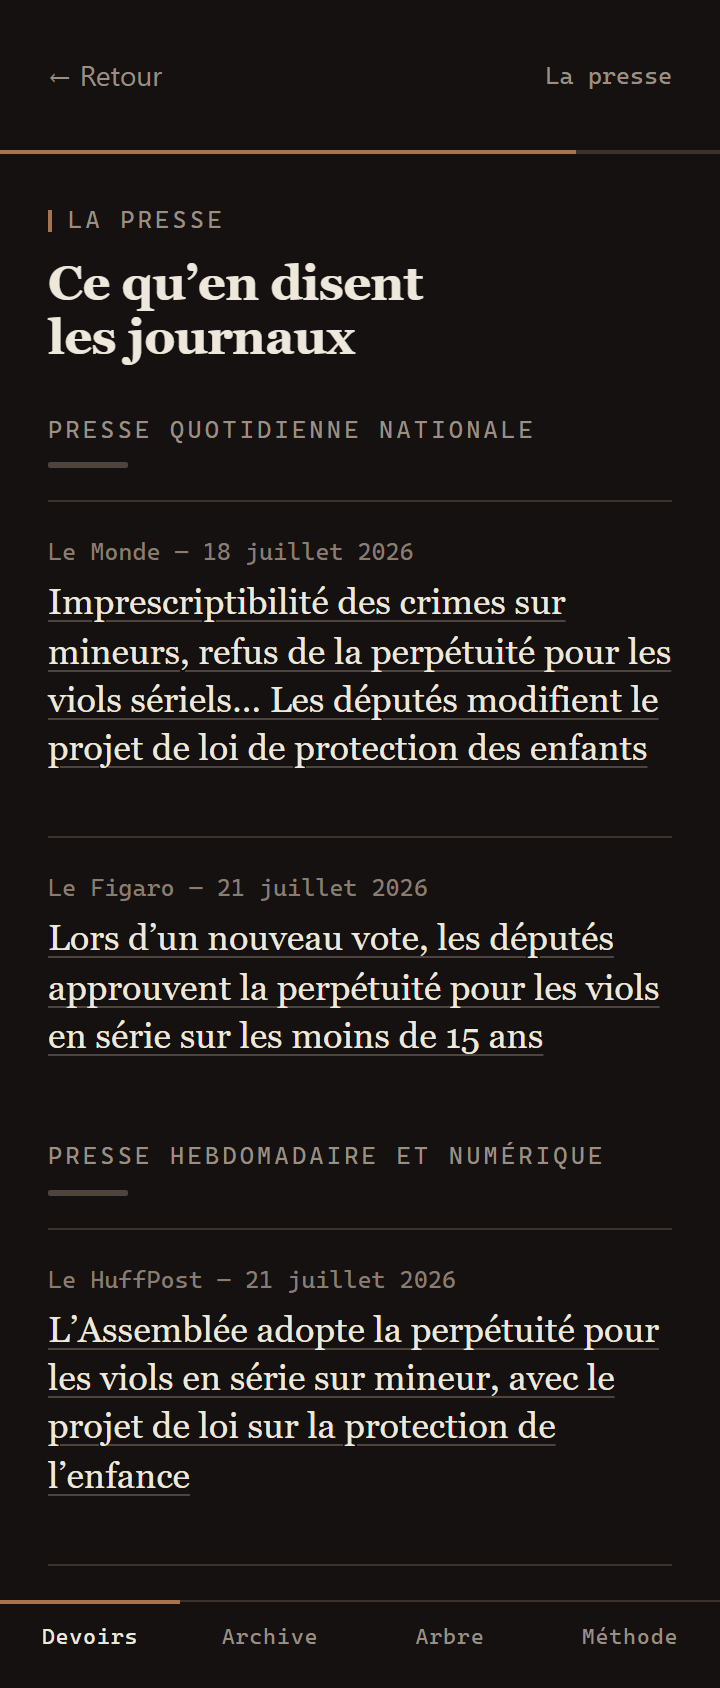 ← Retour
La presse
LA PRESSE
Ce qu’en disent
les journaux
PRESSE QUOTIDIENNE NATIONALE
Le Monde — 18 juillet 2026
Imprescriptibilité des crimes sur
mineurs, refus de la perpétuité pour les
viols sériels… Les députés modifient le
projet de loi de protection des enfants
Le Figaro — 21 juillet 2026
Lors d’un nouveau vote, les députés
approuvent la perpétuité pour les viols
en série sur les moins de 15 ans
PRESSE HEBDOMADAIRE ET NUMÉRIQUE
Le HuffPost — 21 juillet 2026
L’Assemblée adopte la perpétuité pour
les viols en série sur mineur, avec le
projet de loi sur la protection de
l’enfance
Devoirs
Archive
Arbre
Méthode